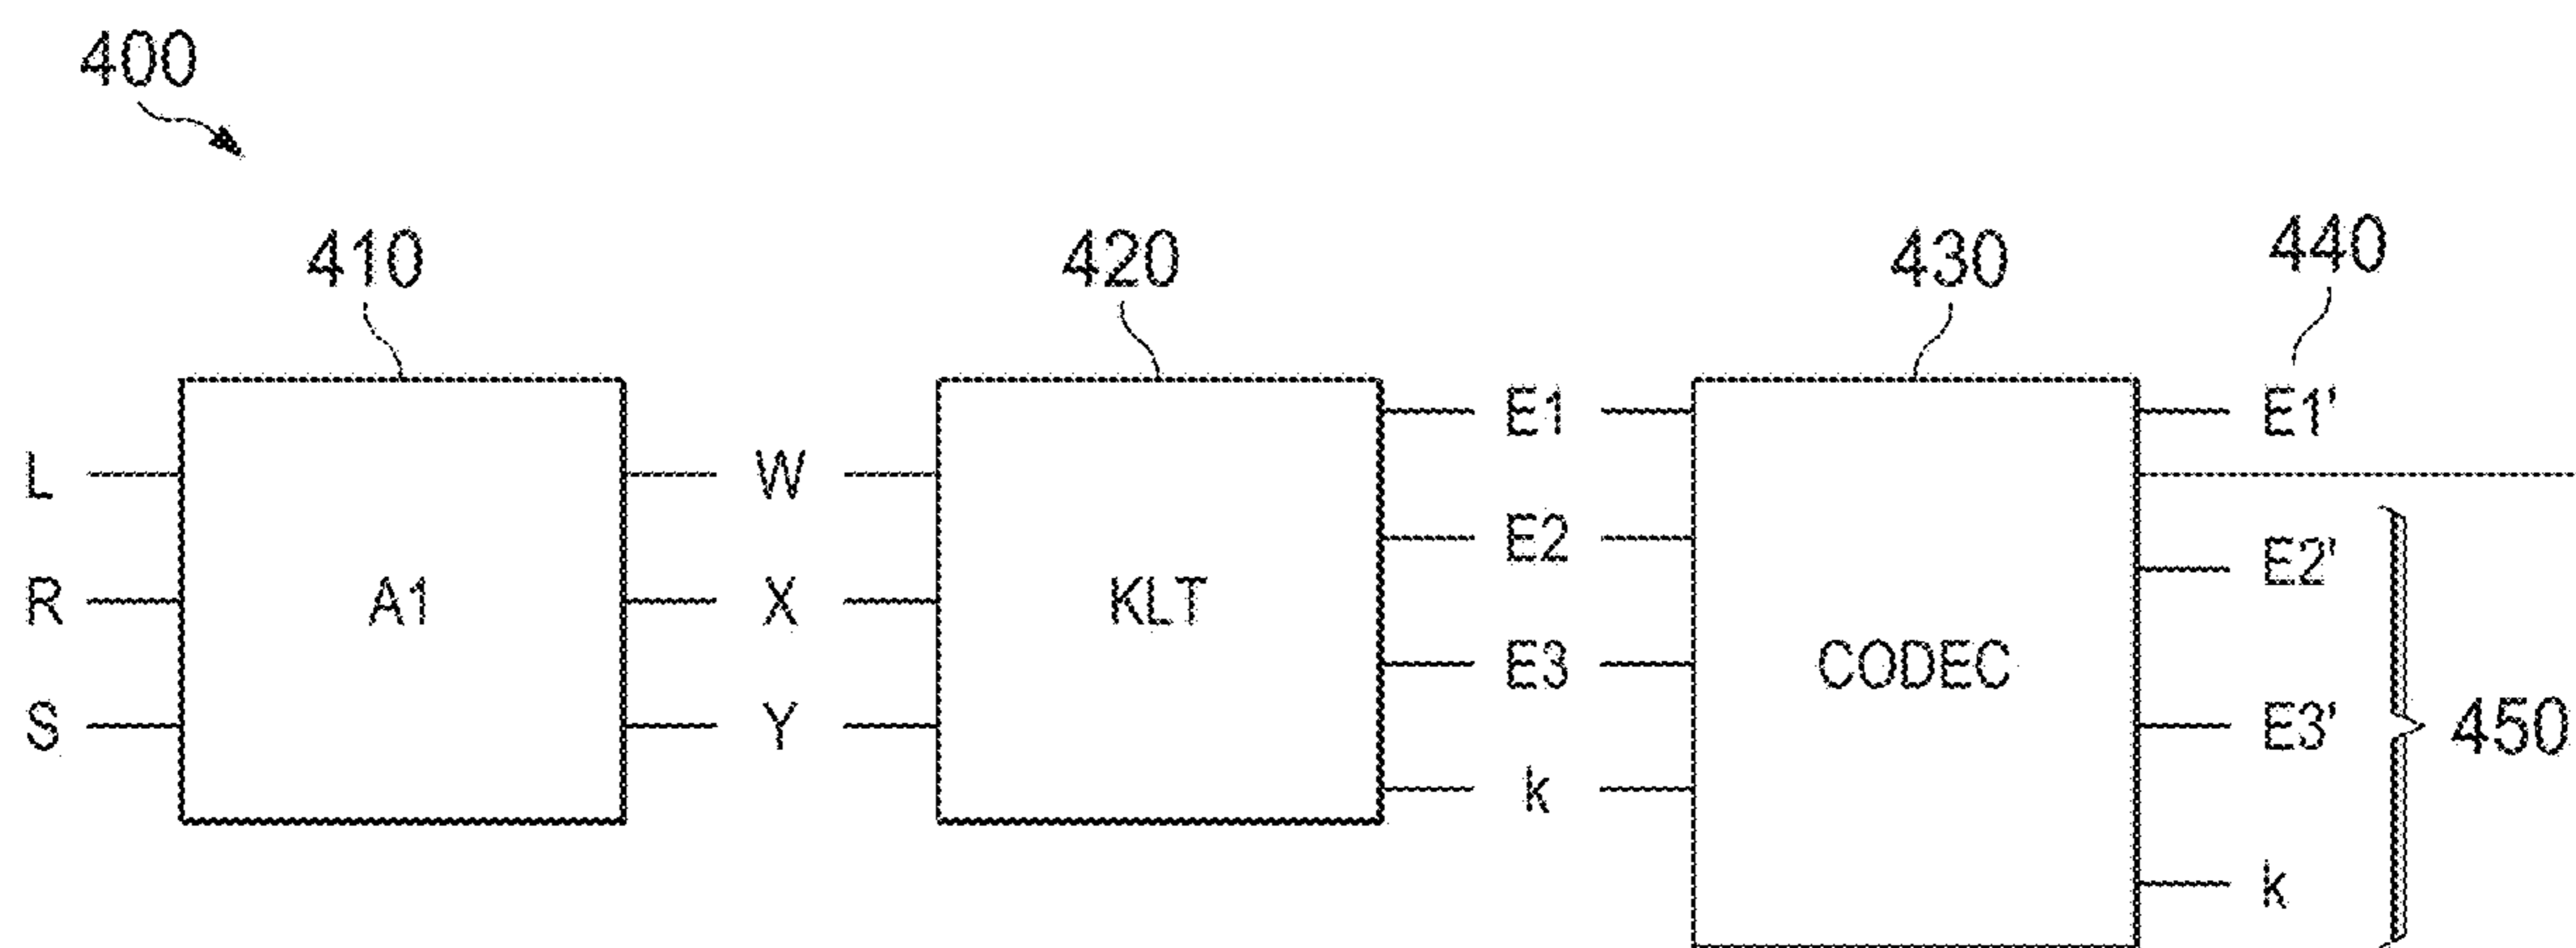 400
410 420 430 440
E1 E1'
L W
E2 E2'
R A1 X KLT
E3 CODEC
S Y E3' 450
k
k